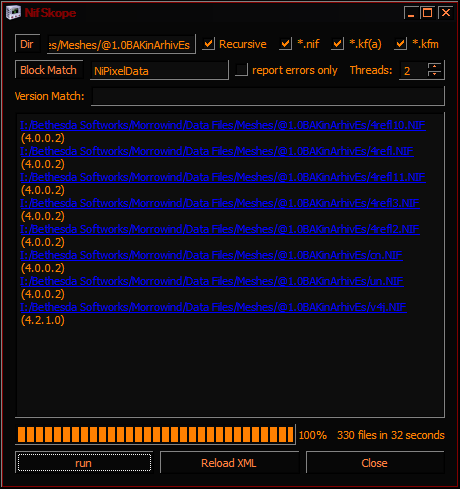 NifSkope
Dir es/Meshes/@1.0BAKinArhivEs Recursive *.nif *.kf(a) *.kfm
Block Match NiPixelData report errors only Threads: 2
Version Match:
I:/Bethesda Softworks/Morrowind/Data Files/Meshes/@1.0BAKinArhivEs/4refl10.NIF
(4.0.0.2)
I:/Bethesda Softworks/Morrowind/Data Files/Meshes/@1.0BAKinArhivEs/4refl.NIF
(4.0.0.2)
I:/Bethesda Softworks/Morrowind/Data Files/Meshes/@1.0BAKinArhivEs/4refl11.NIF
(4.0.0.2)
I:/Bethesda Softworks/Morrowind/Data Files/Meshes/@1.0BAKinArhivEs/4refl3.NIF
(4.0.0.2)
I:/Bethesda Softworks/Morrowind/Data Files/Meshes/@1.0BAKinArhivEs/4refl2.NIF
(4.0.0.2)
I:/Bethesda Softworks/Morrowind/Data Files/Meshes/@1.0BAKinArhivEs/cn.NIF
(4.0.0.2)
I:/Bethesda Softworks/Morrowind/Data Files/Meshes/@1.0BAKinArhivEs/un.NIF
(4.0.0.2)
I:/Bethesda Softworks/Morrowind/Data Files/Meshes/@1.0BAKinArhivEs/v-6.NIF
(4.2.1.0)
100% 330 files in 32 seconds
run Reload XML Close